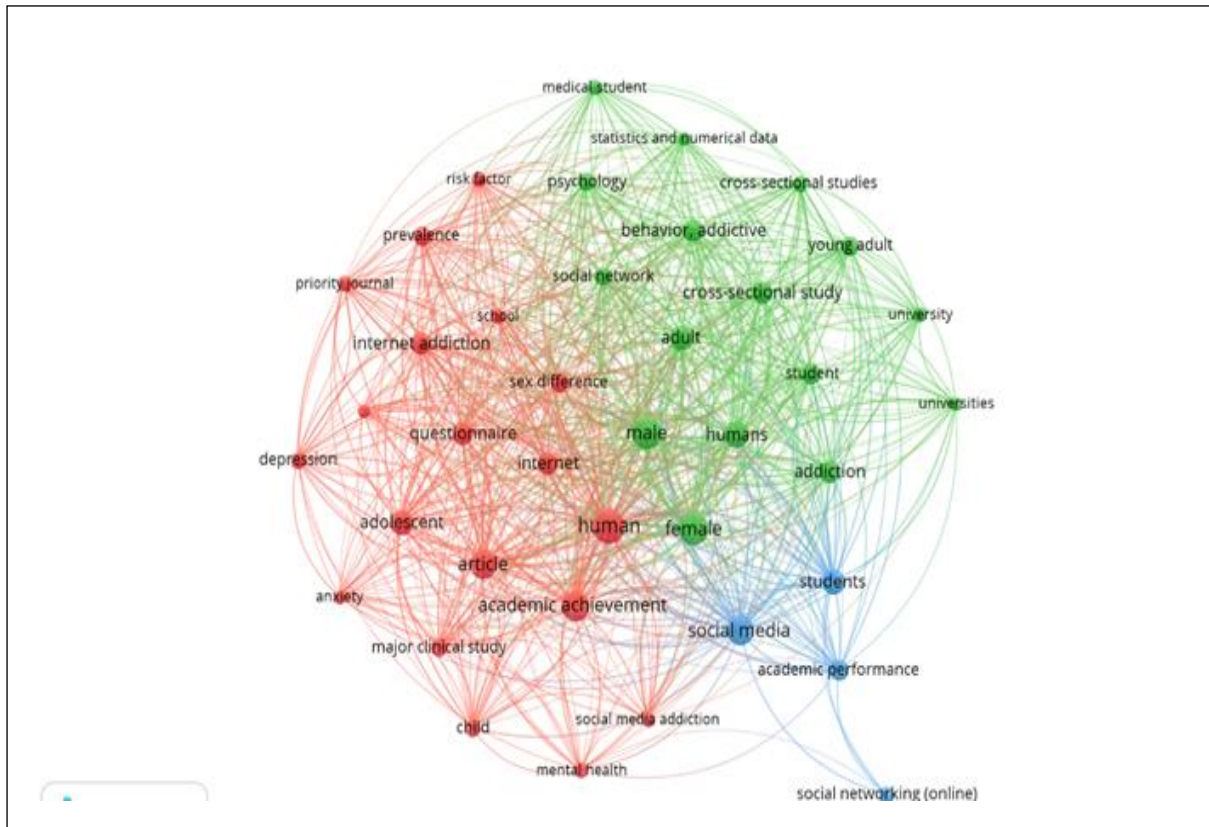 medical student
statistics and numerical data
risk factor
psychology
cross-sectional studies
prevalence
behavior, addictive
young adult
priority journal
social network
cross-sectional study
school
university
internet addiction
adult
sex difference
student
universities
questionnaire
male
humans
depression
internet
addiction
adolescent
human
female
article
students
anxiety
academic achievement
social media
major clinical study
academic performance
child
social media addiction
mental health
social networking (online)